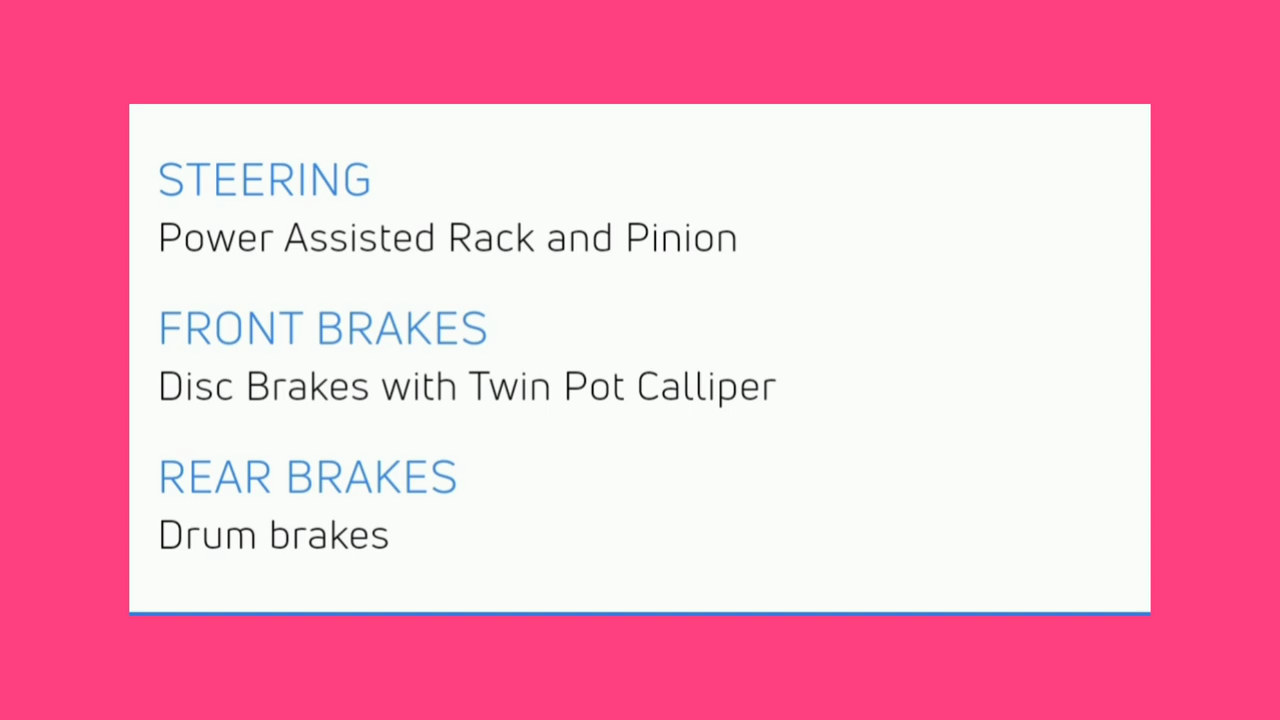 STEERING
Power Assisted Rack and Pinion
FRONT BRAKES
Disc Brakes with Twin Pot Calliper
REAR BRAKES
Drum brakes